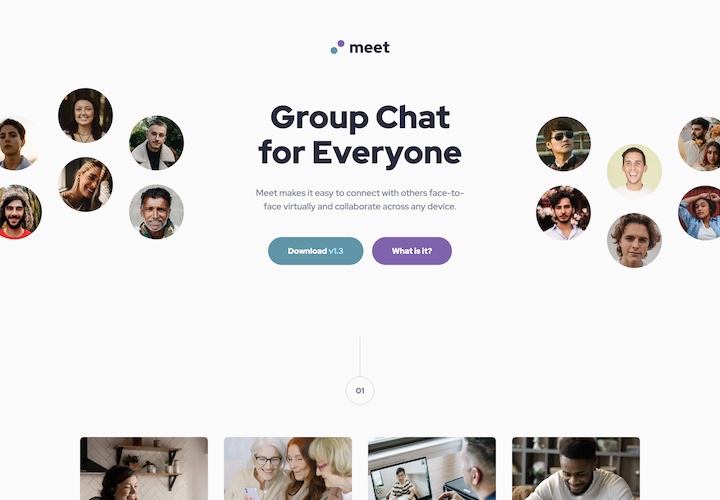 meet
Group Chat
for Everyone
Meet makes it easy to connect with others face-to-
face virtually and collaborate across any device.
Download v1.3
What is it?
01